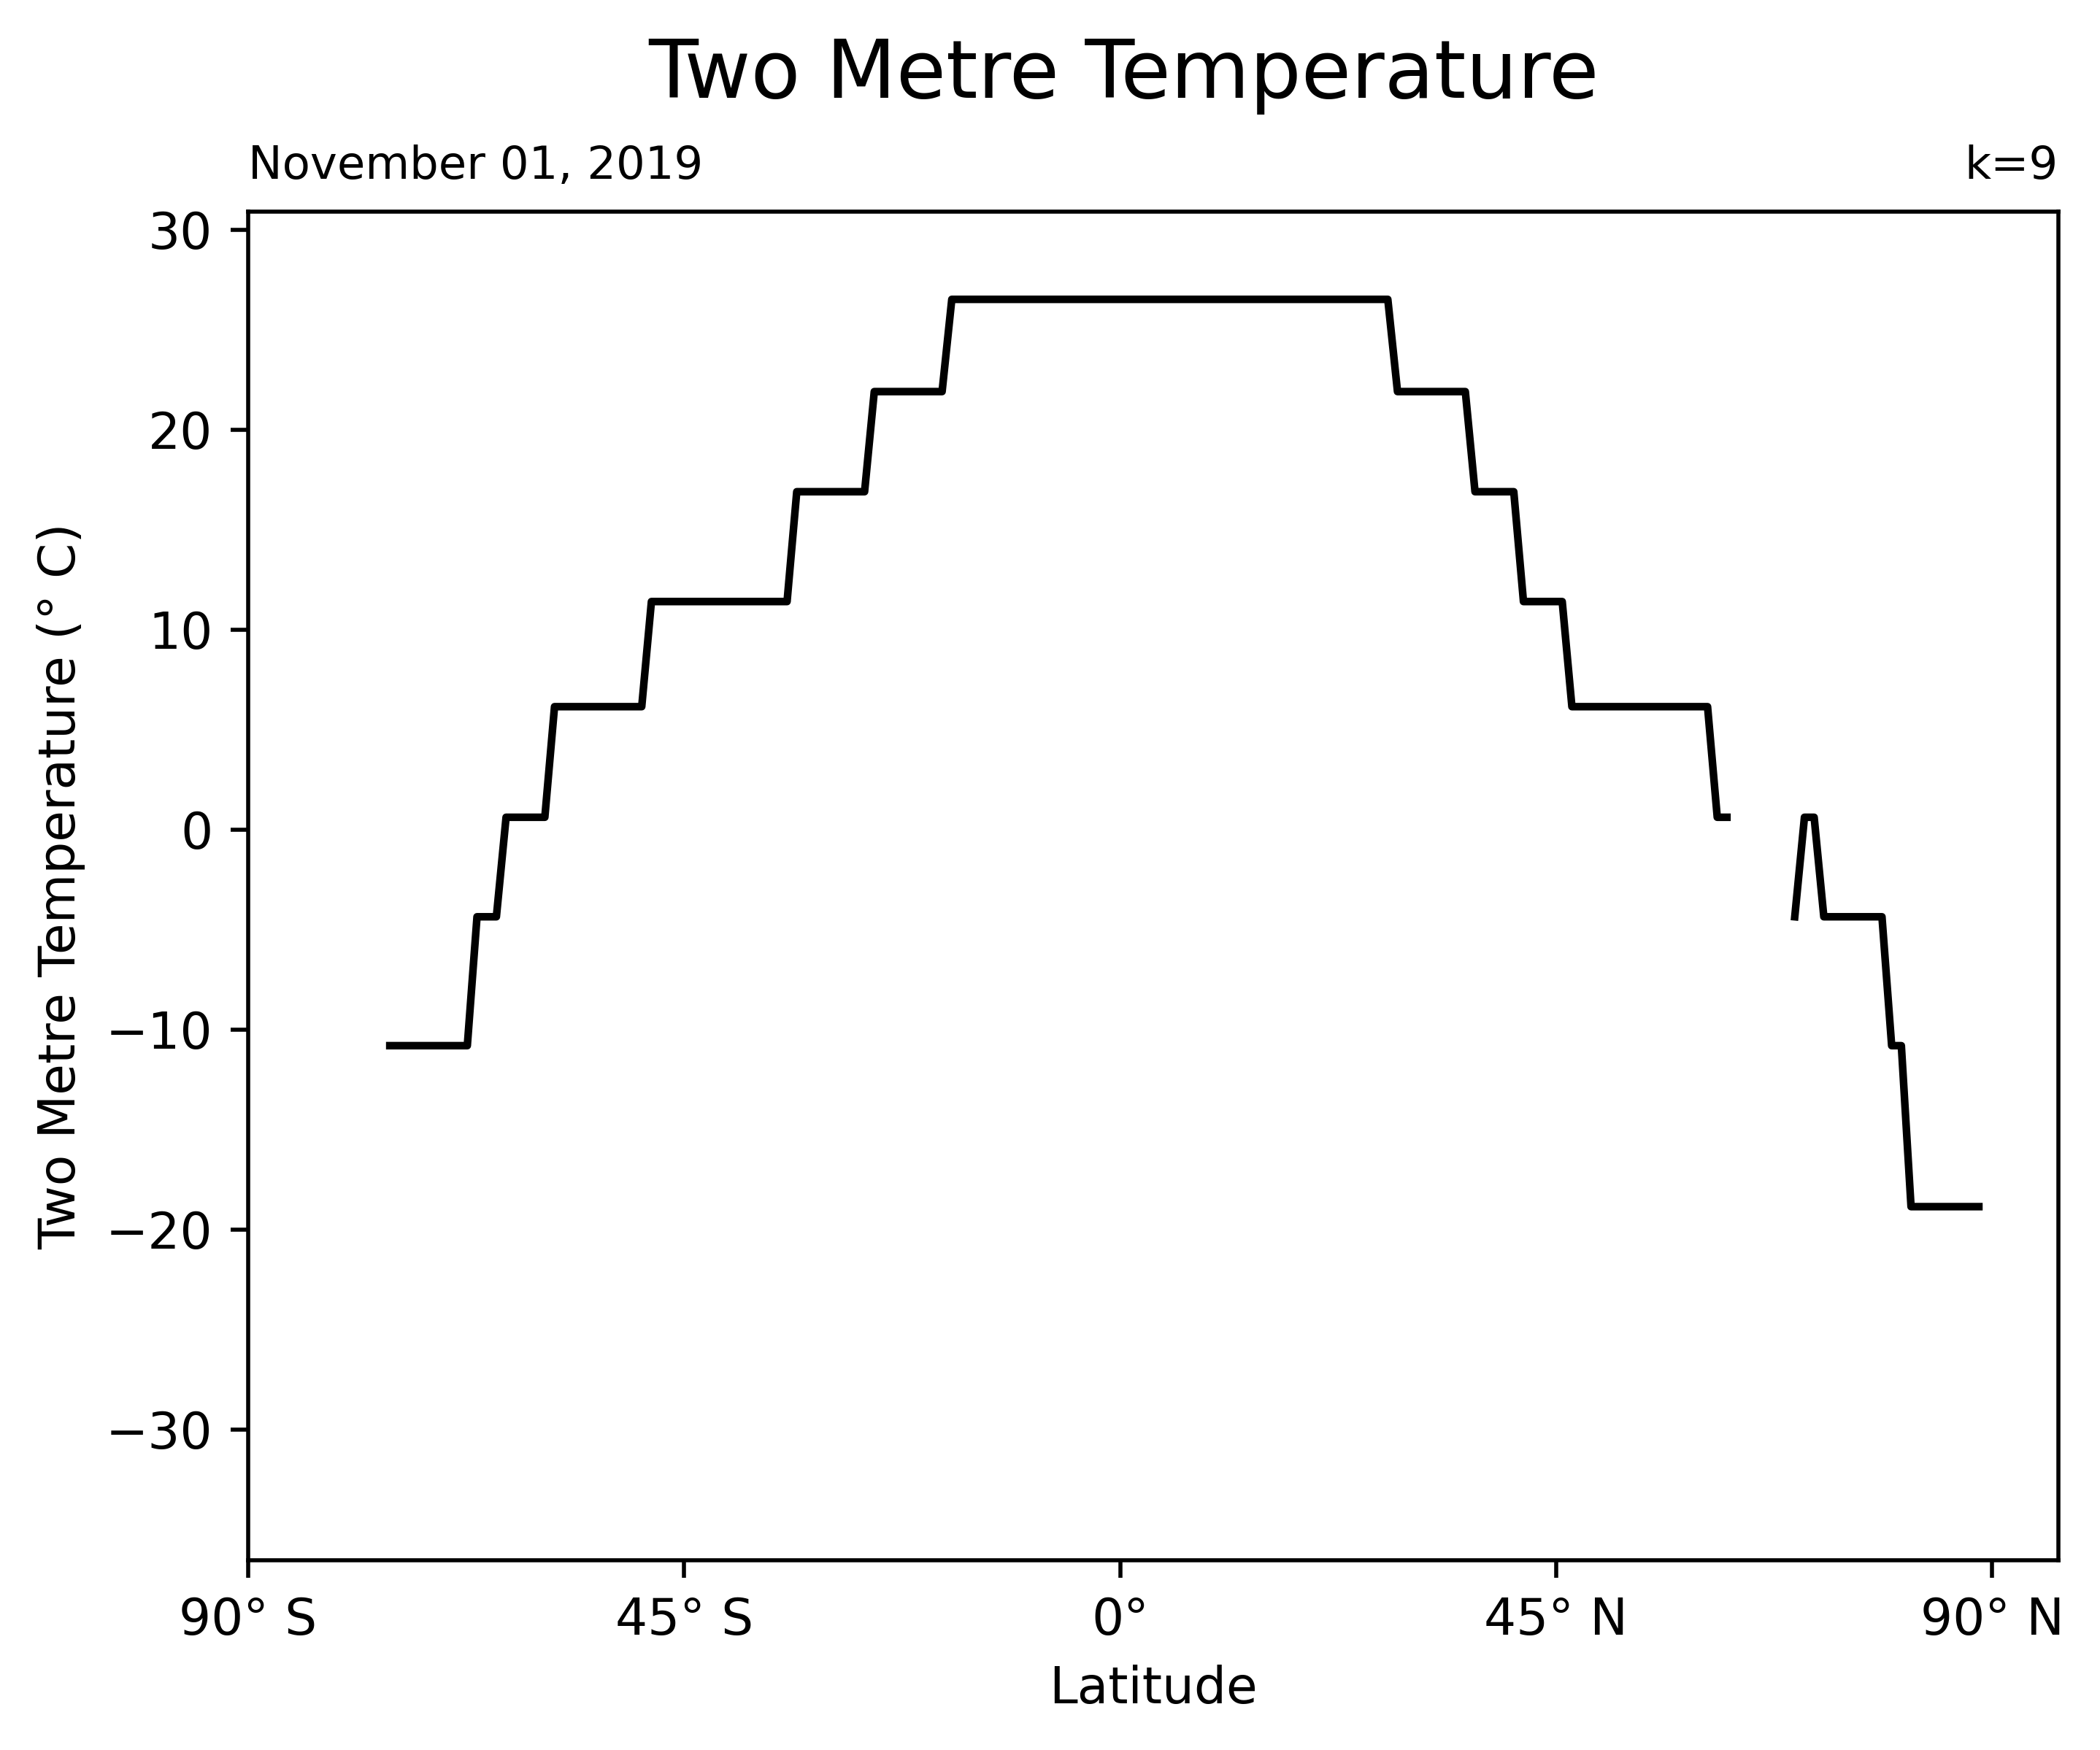 Two Metre Temperature
November 01, 2019
k=9
30
20
10
0
−10
−20
−30
Two Metre Temperature (° C)
90° S
45° S
0°
45° N
90° N
Latitude